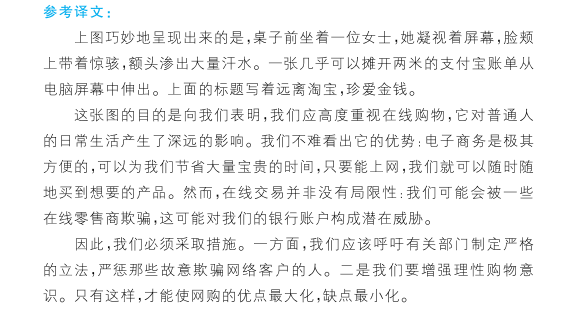 参考译文：
上图巧妙地呈现出来的是,桌子前坐着一位女士,她凝视着屏幕,脸颊
上带着惊骇,额头渗出大量汗水。一张几乎可以摊开两米的支付宝账单从
电脑屏幕中伸出。上面的标题写着远离淘宝,珍爱金钱。
这张图的目的是向我们表明,我们应高度重视在线购物,它对普通人
的日常生活产生了深远的影响。我们不难看出它的优势:电子商务是极其
方便的,可以为我们节省大量宝贵的时间,只要能上网,我们就可以随时随
地买到想要的产品。然而,在线交易并非没有局限性:我们可能会被一些
在线零售商欺骗,这可能对我们的银行账户构成潜在威胁。
因此,我们必须采取措施。一方面,我们应该呼吁有关部门制定严格
的立法,严惩那些故意欺骗网络客户的人。二是我们要增强理性购物意
识。只有这样,才能使网购的优点最大化,缺点最小化。